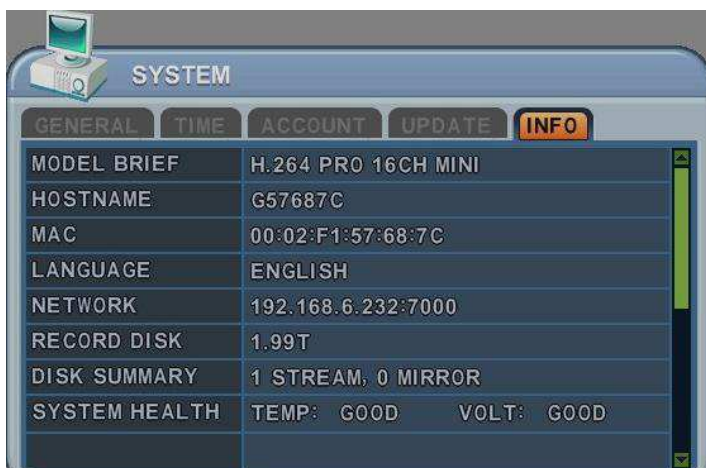 SYSTEM
GENERAL TIME ACCOUNT UPDATE INFO
MODEL BRIEF H.264 PRO 16CH MINI
HOSTNAME G57687C
MAC 00:02:F1:57:68:7C
LANGUAGE ENGLISH
NETWORK 192.168.6.232:7000
RECORD DISK 1.99T
DISK SUMMARY 1 STREAM, 0 MIRROR
SYSTEM HEALTH TEMP: GOOD VOLT: GOOD